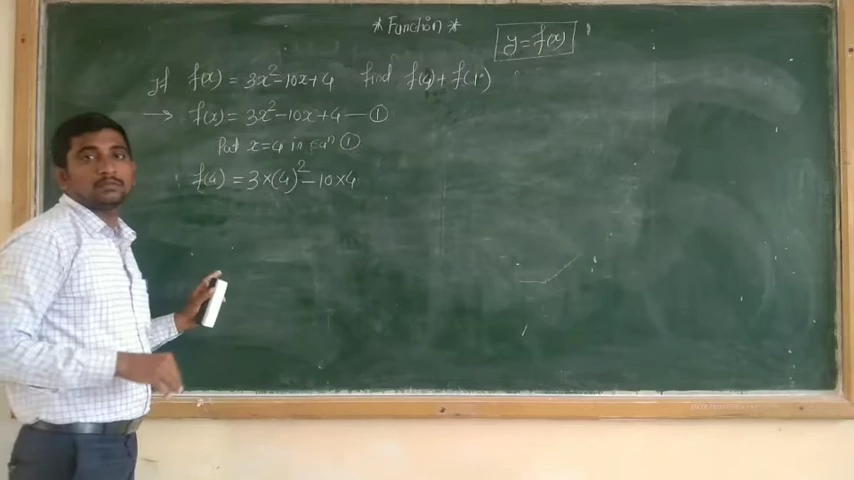 * Function *
y = f(x)
If f(x) = 3x² - 10x + 4 find f(4) + f(1)
→ f(x) = 3x² - 10x + 4 — ①
Put x = 4 in eqⁿ ①
f(4) = 3×(4)² - 10×4